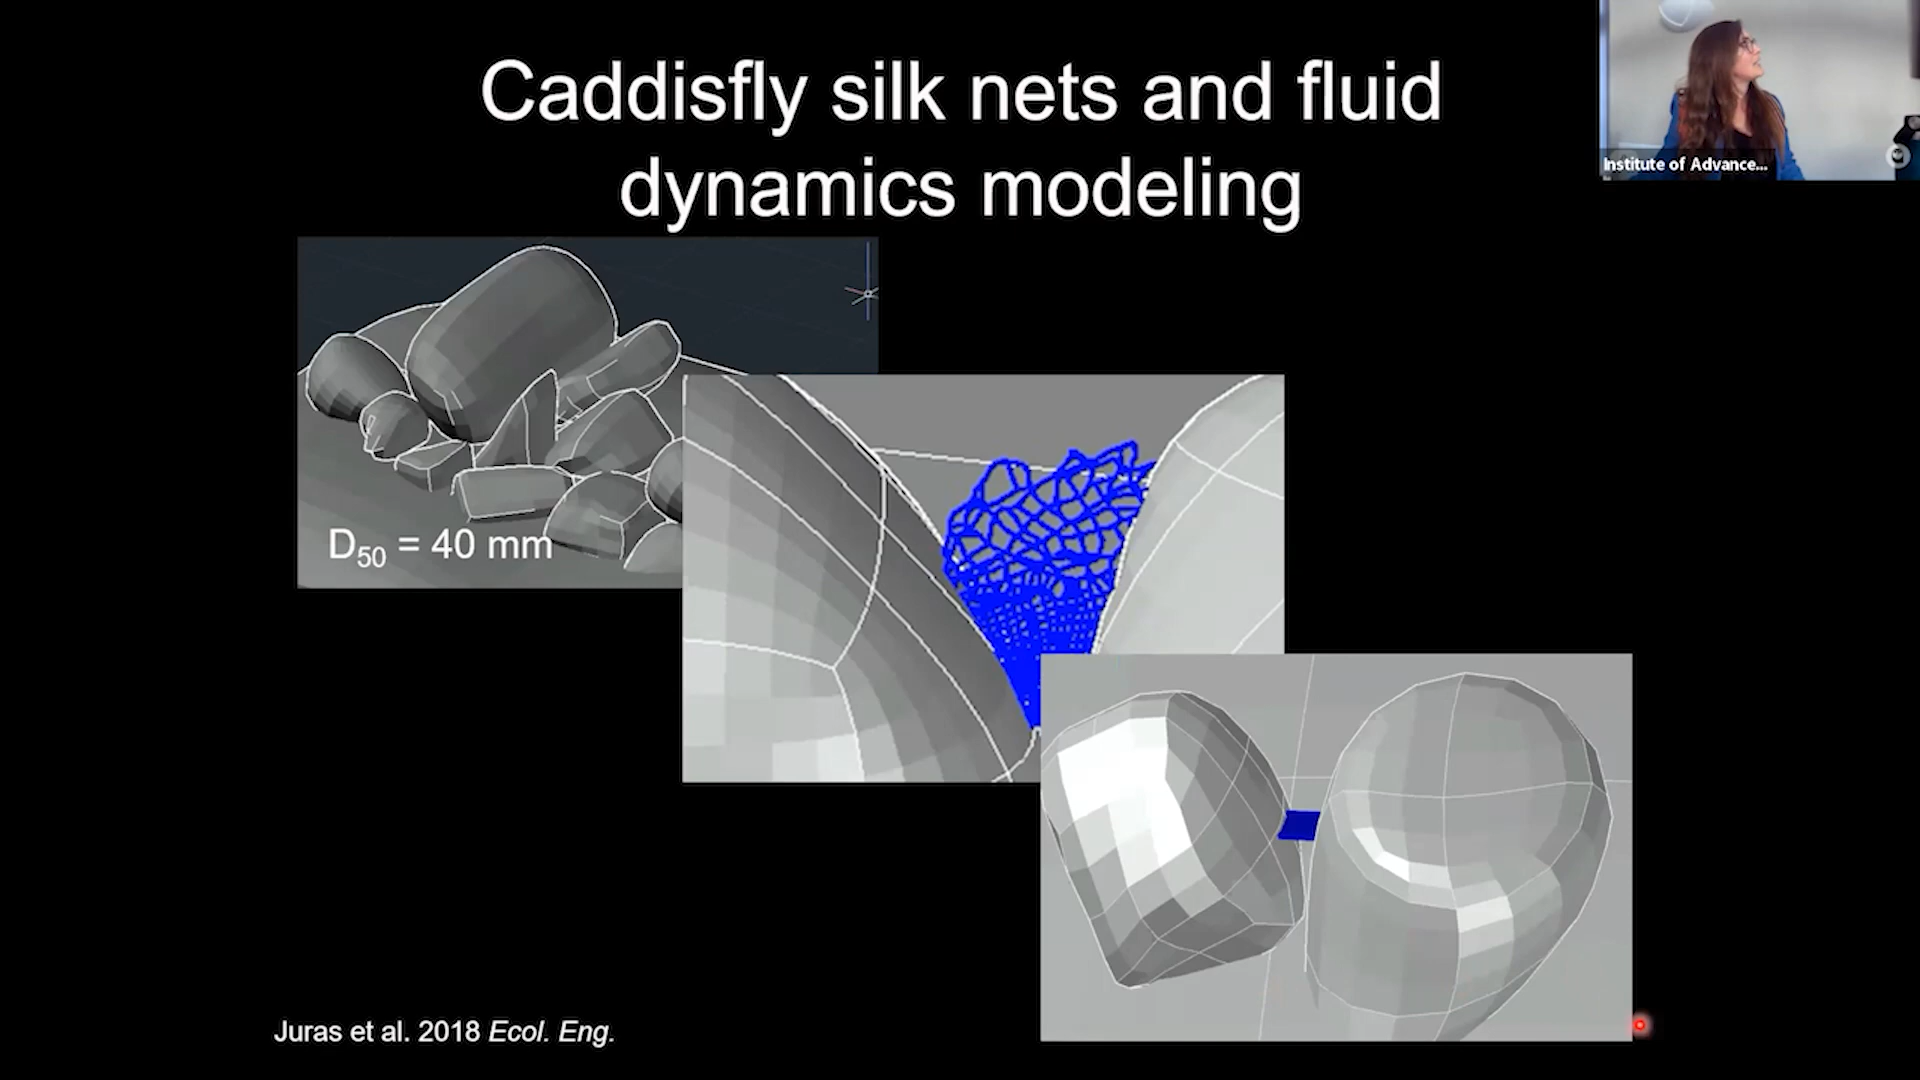 Caddisfly silk nets and fluid
dynamics modeling
Institute of Advance...
D50 = 40 mm
Juras et al. 2018 Ecol. Eng.